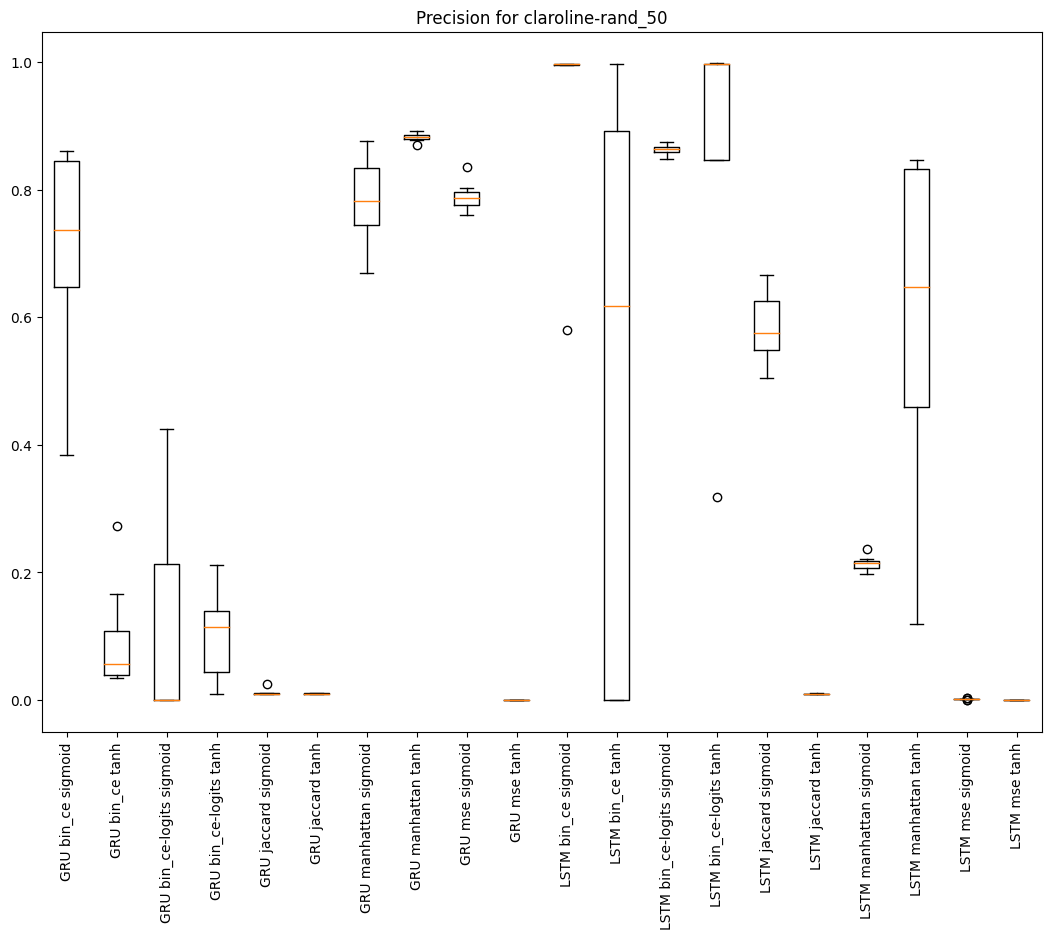 Precision for claroline-rand_50
1.0
0.8
0.6
0.4
0.2
0.0
GRU bin_ce sigmoid
GRU bin_ce tanh
GRU bin_ce-logits sigmoid
GRU bin_ce-logits tanh
GRU jaccard sigmoid
GRU jaccard tanh
GRU manhattan sigmoid
GRU manhattan tanh
GRU mse sigmoid
GRU mse tanh
LSTM bin_ce sigmoid
LSTM bin_ce tanh
LSTM bin_ce-logits sigmoid
LSTM bin_ce-logits tanh
LSTM jaccard sigmoid
LSTM jaccard tanh
LSTM manhattan sigmoid
LSTM manhattan tanh
LSTM mse sigmoid
LSTM mse tanh